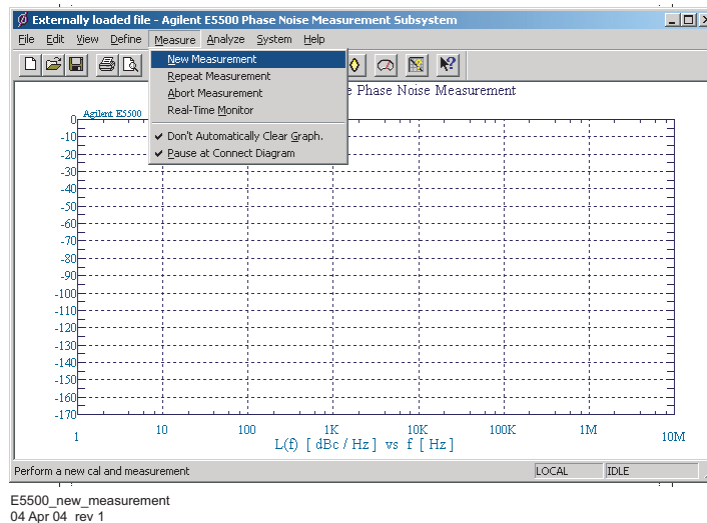 Externally loaded file - Agilent E5500 Phase Noise Measurement Subsystem
File Edit View Define Measure Analyze System Help
New Measurement
Repeat Measurement
Abort Measurement
Real-Time Monitor
Don't Automatically Clear Graph.
Pause at Connect Diagram
Phase Noise Measurement
Agilent E5500
0
-10
-20
-30
-40
-50
-60
-70
-80
-90
-100
-110
-120
-130
-140
-150
-160
-170
1 10 100 1K 10K 100K 1M 10M
L(f) [ dBc / Hz ] vs f [ Hz ]
Perform a new cal and measurement LOCAL IDLE
E5500_new_measurement
04 Apr 04 rev 1